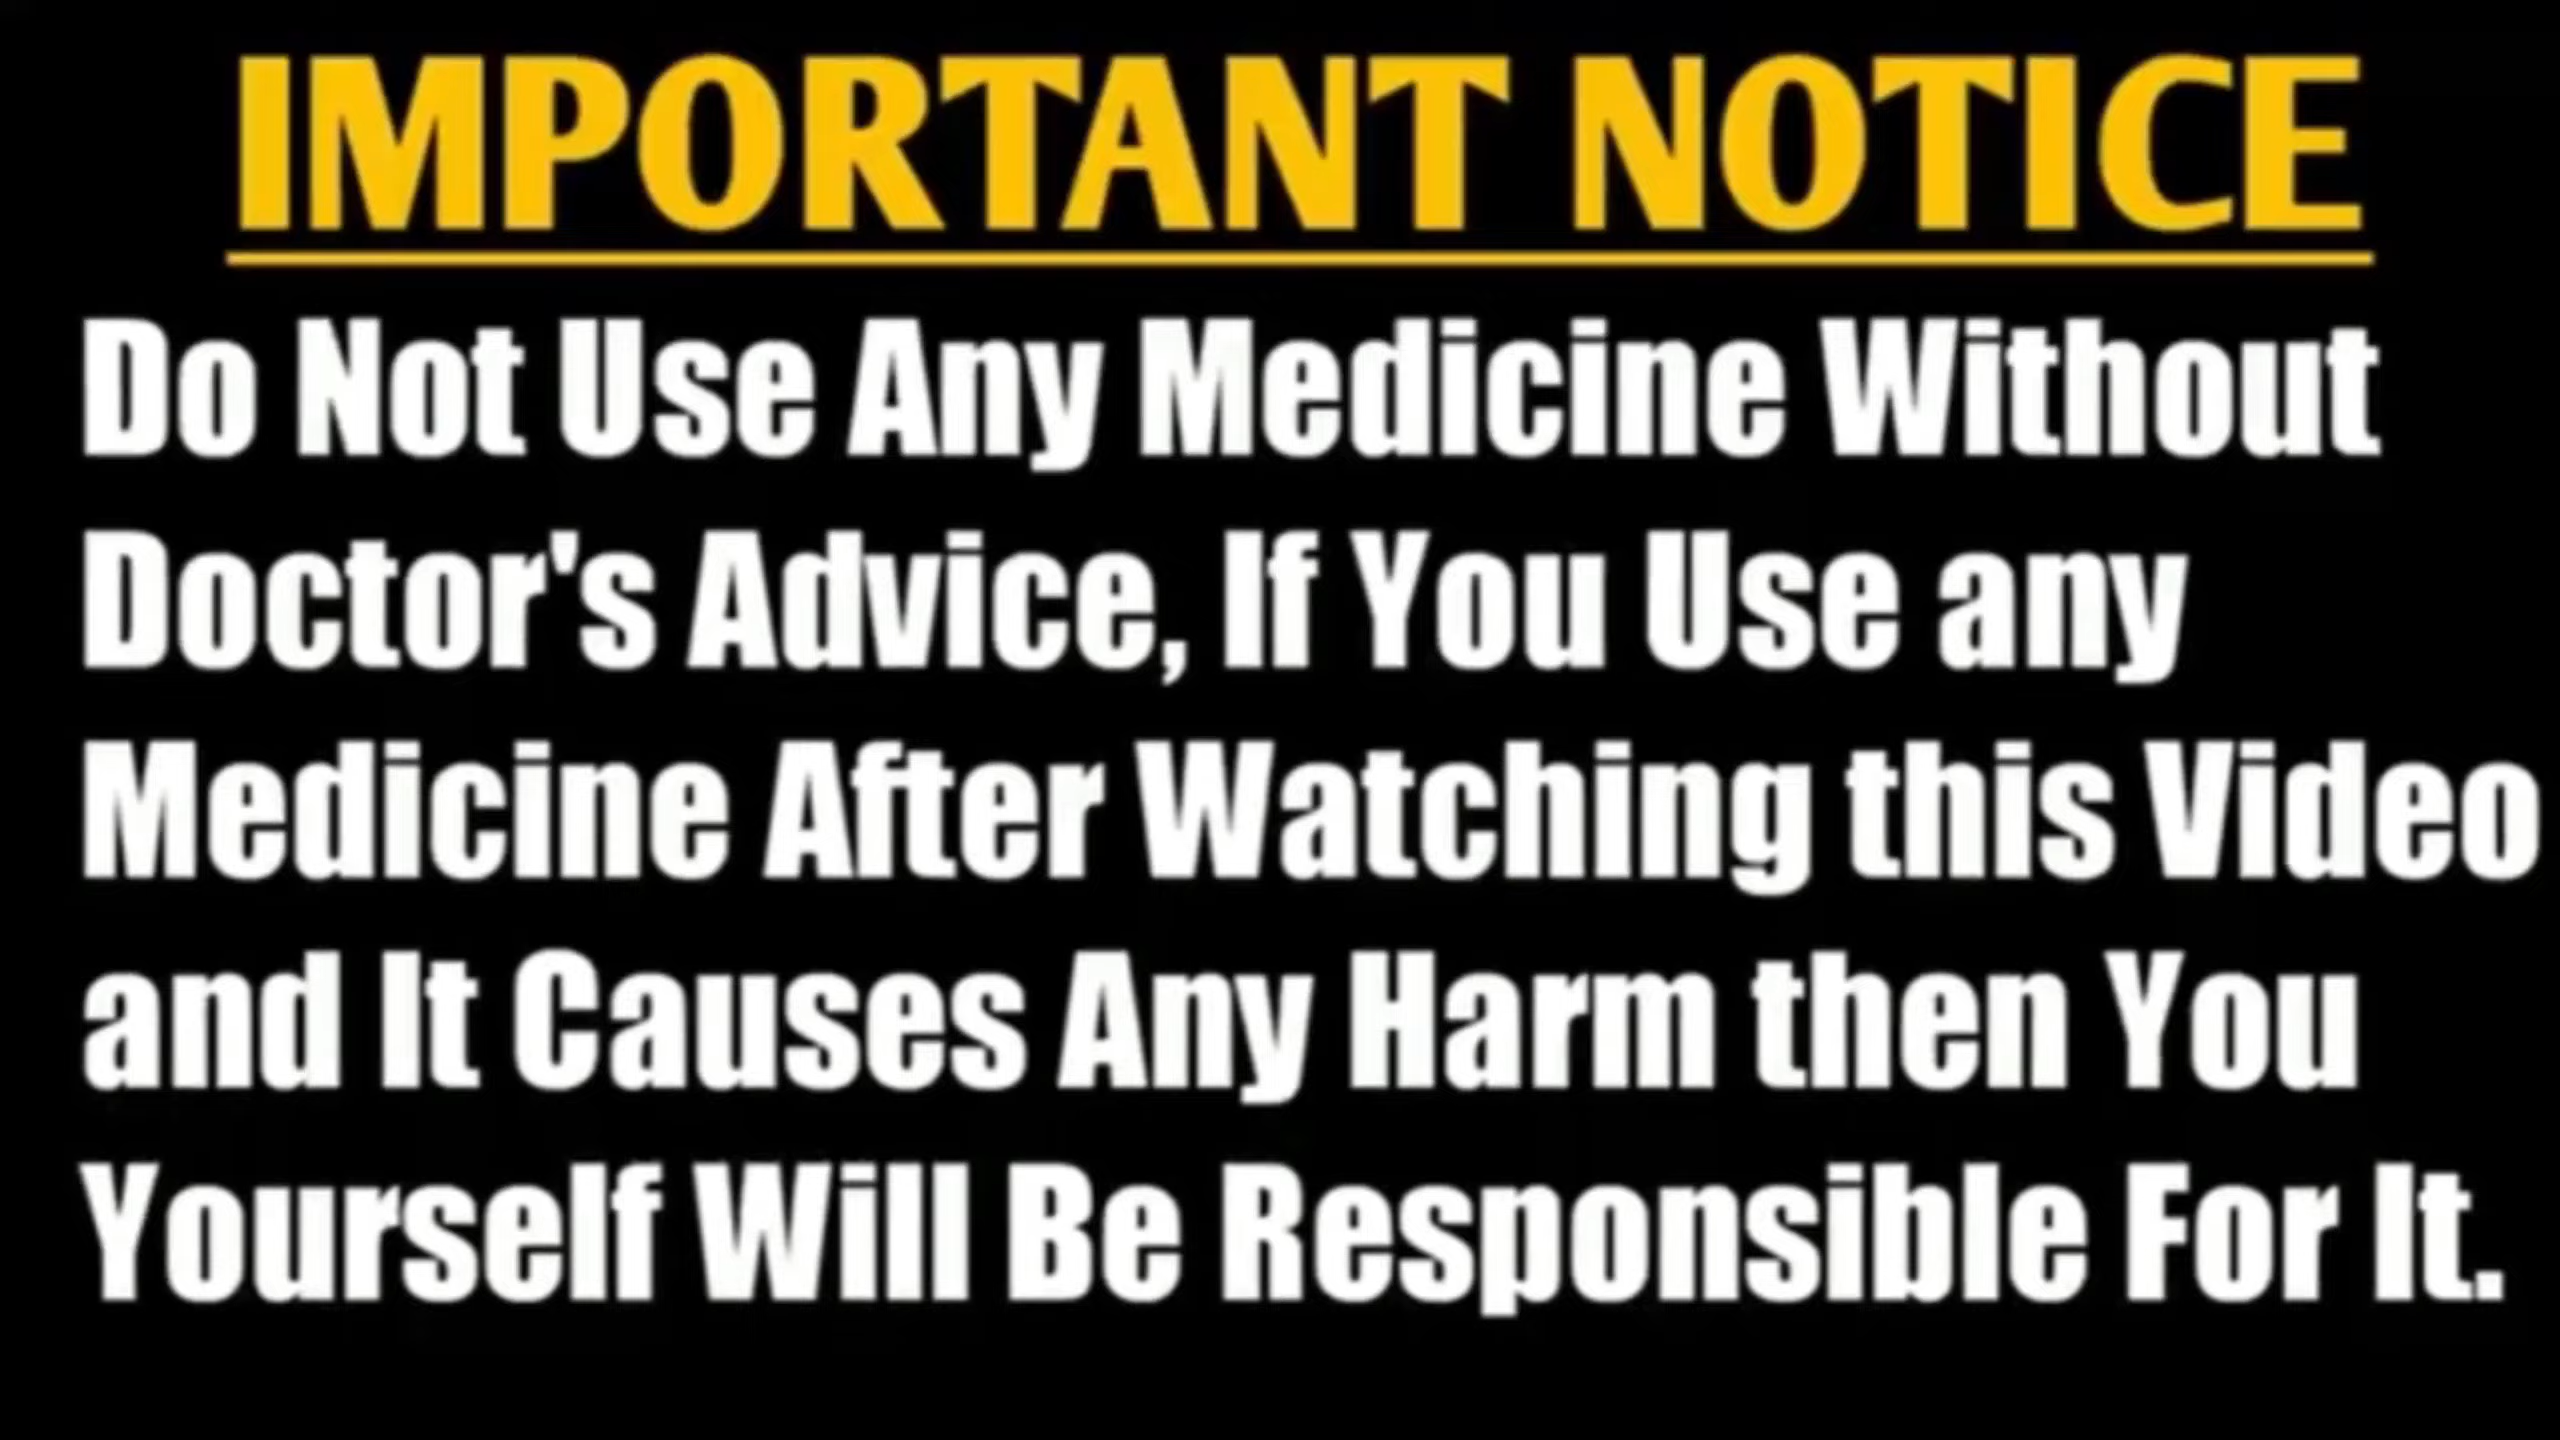 IMPORTANT NOTICE
Do Not Use Any Medicine Without
Doctor's Advice, If You Use any
Medicine After Watching this Video
and It Causes Any Harm then You
Yourself Will Be Responsible For It.